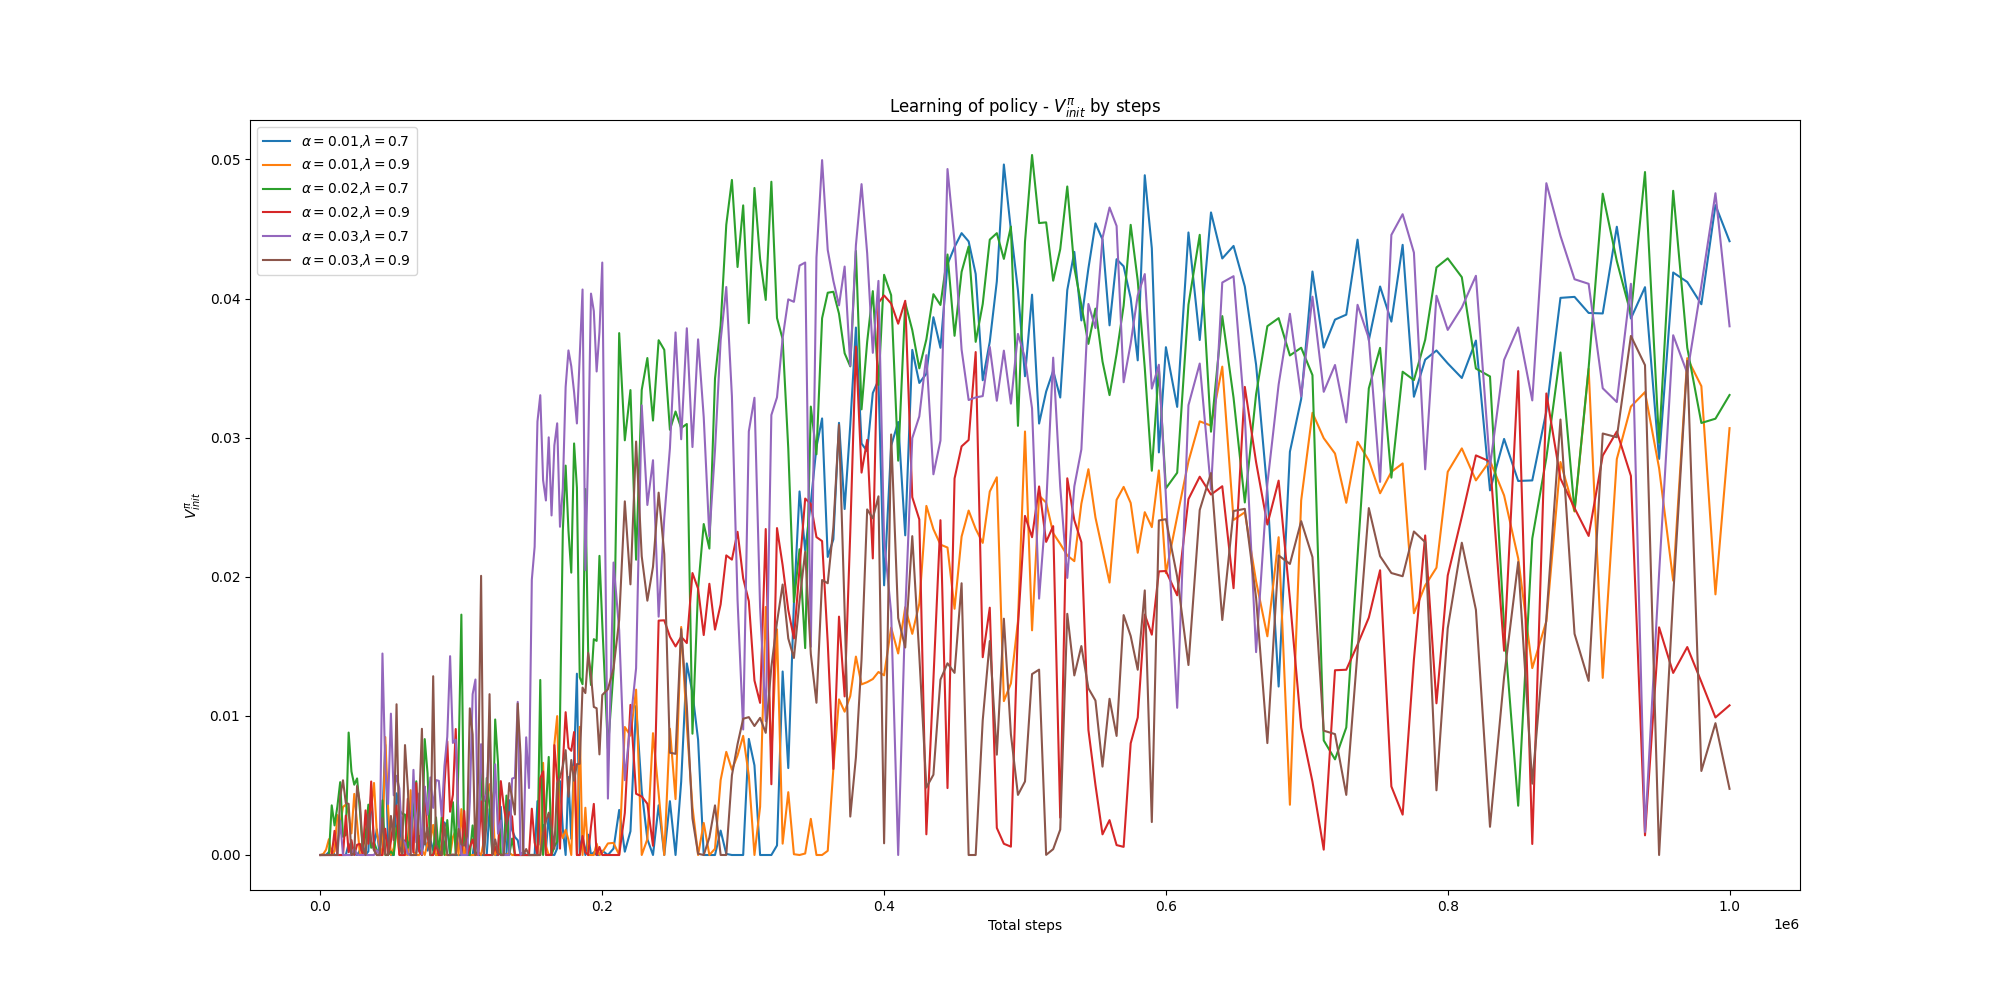 Learning of policy - V^π_init by steps
α = 0.01,λ = 0.7
α = 0.01,λ = 0.9
α = 0.02,λ = 0.7
α = 0.02,λ = 0.9
α = 0.03,λ = 0.7
α = 0.03,λ = 0.9
0.05
0.04
0.03
0.02
0.01
0.00
V^π_init
0.0 0.2 0.4 0.6 0.8 1.0
Total steps
1e6